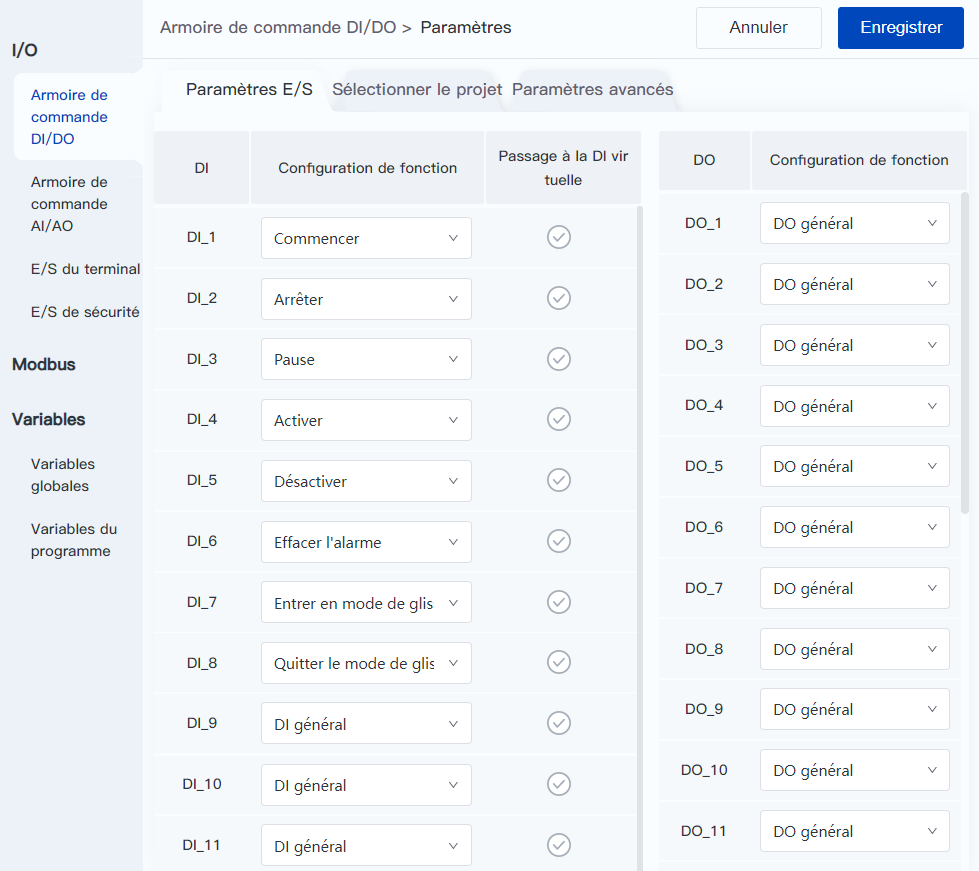 I/O
Armoire de
commande
DI/DO
Armoire de
commande
AI/AO
E/S du terminal
E/S de sécurité
Modbus
Variables
Variables
globales
Variables du
programme
Armoire de commande DI/DO > Paramètres
Annuler
Enregistrer
Paramètres E/S
Sélectionner le projet
Paramètres avancés
DI
Configuration de fonction
Passage à la DI vir
tuelle
DI_1 Commencer
DI_2 Arrêter
DI_3 Pause
DI_4 Activer
DI_5 Désactiver
DI_6 Effacer l'alarme
DI_7 Entrer en mode de glis
DI_8 Quitter le mode de glis
DI_9 DI général
DI_10 DI général
DI_11 DI général
DO
Configuration de fonction
DO_1 DO général
DO_2 DO général
DO_3 DO général
DO_4 DO général
DO_5 DO général
DO_6 DO général
DO_7 DO général
DO_8 DO général
DO_9 DO général
DO_10 DO général
DO_11 DO général